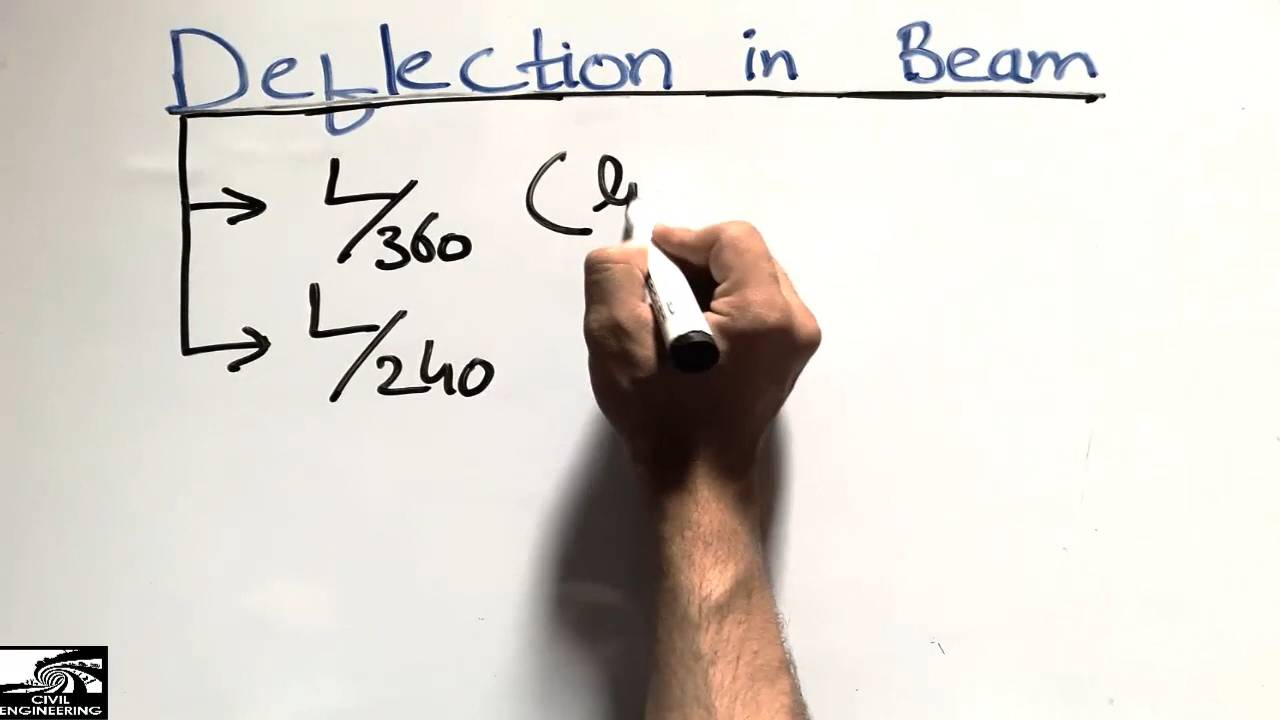 Deflection in Beam
L/360 (
L/240
CIVIL
ENGINEERING